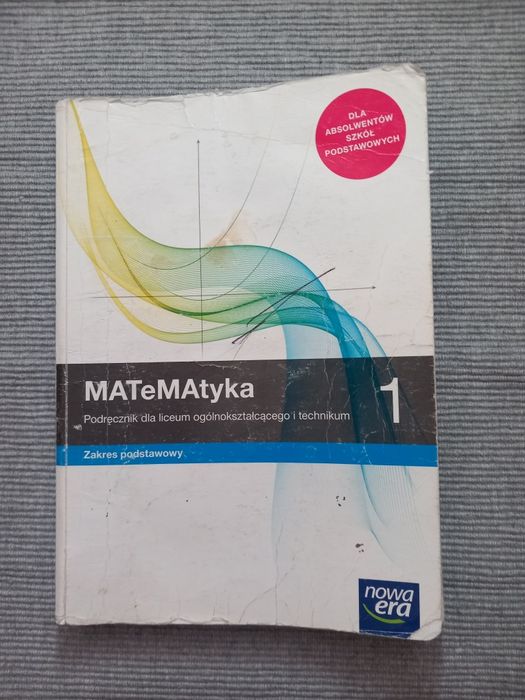 DLA
ABSOLWENTÓW
SZKÓŁ
PODSTAWOWYCH
MATeMAtyka
1
Podręcznik dla liceum ogólnokształcącego i technikum
Zakres podstawowy
nowa
era